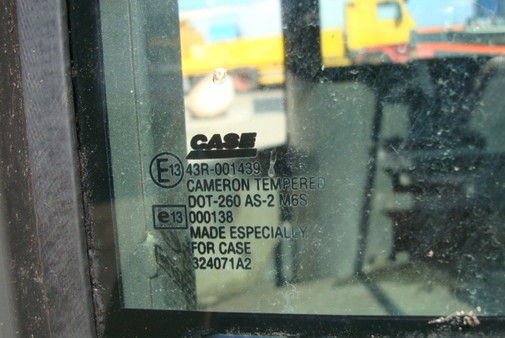 CASE
E13 43R-001439
CAMERON TEMPERED
DOT-260 AS-2 M6S
e13 000138
MADE ESPECIALLY
FOR CASE
324071A2